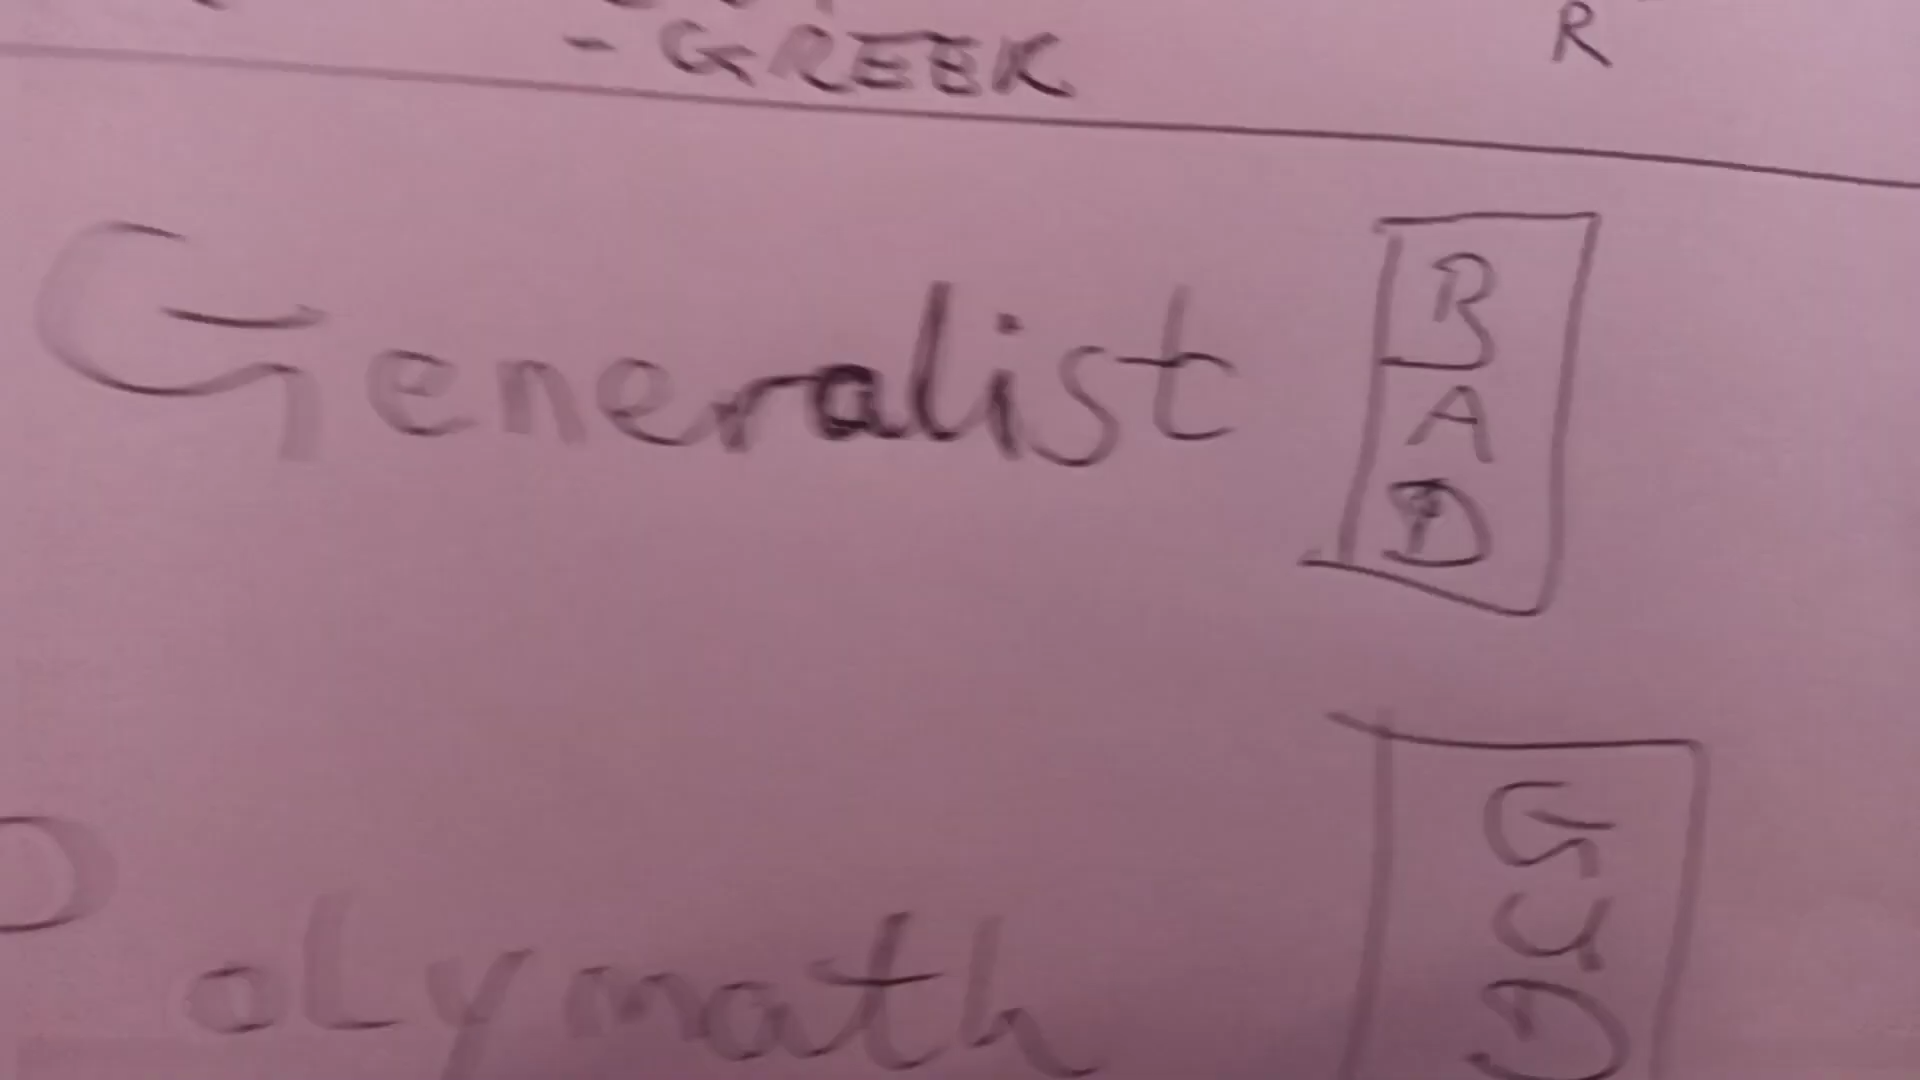 - GREEK
R
Generalist
BAD
Polymath
GUD